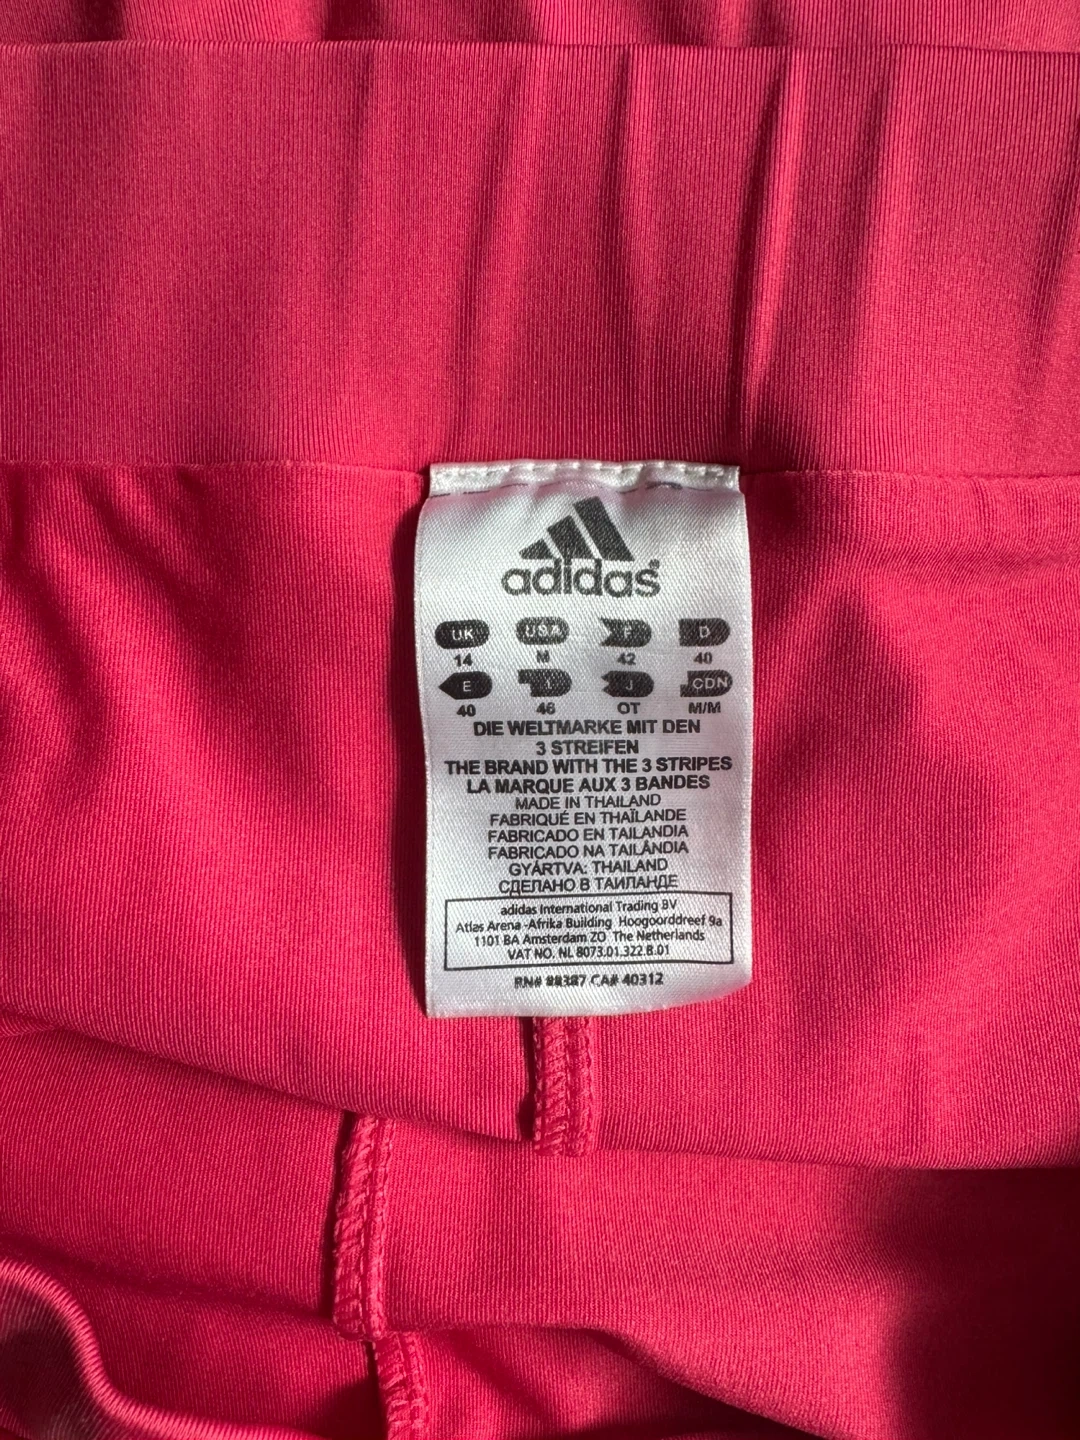 adidas
UK USA F D
14 M 42 40
E I J CDN
40 46 OT M/M
DIE WELTMARKE MIT DEN
3 STREIFEN
THE BRAND WITH THE 3 STRIPES
LA MARQUE AUX 3 BANDES
MADE IN THAILAND
FABRIQUÉ EN THAÏLANDE
FABRICADO EN TAILANDIA
FABRICADO NA TAILÂNDIA
GYÁRTVA: THAILAND
СДЕЛАНО В ТАИЛАНДЕ
adidas International Trading BV
Atlas Arena -Afrika Building Hoogoorddreef 9a
1101 BA Amsterdam ZO The Netherlands
VAT NO. NL 8073.01.322.B.01
RN# 88387 CA# 40312